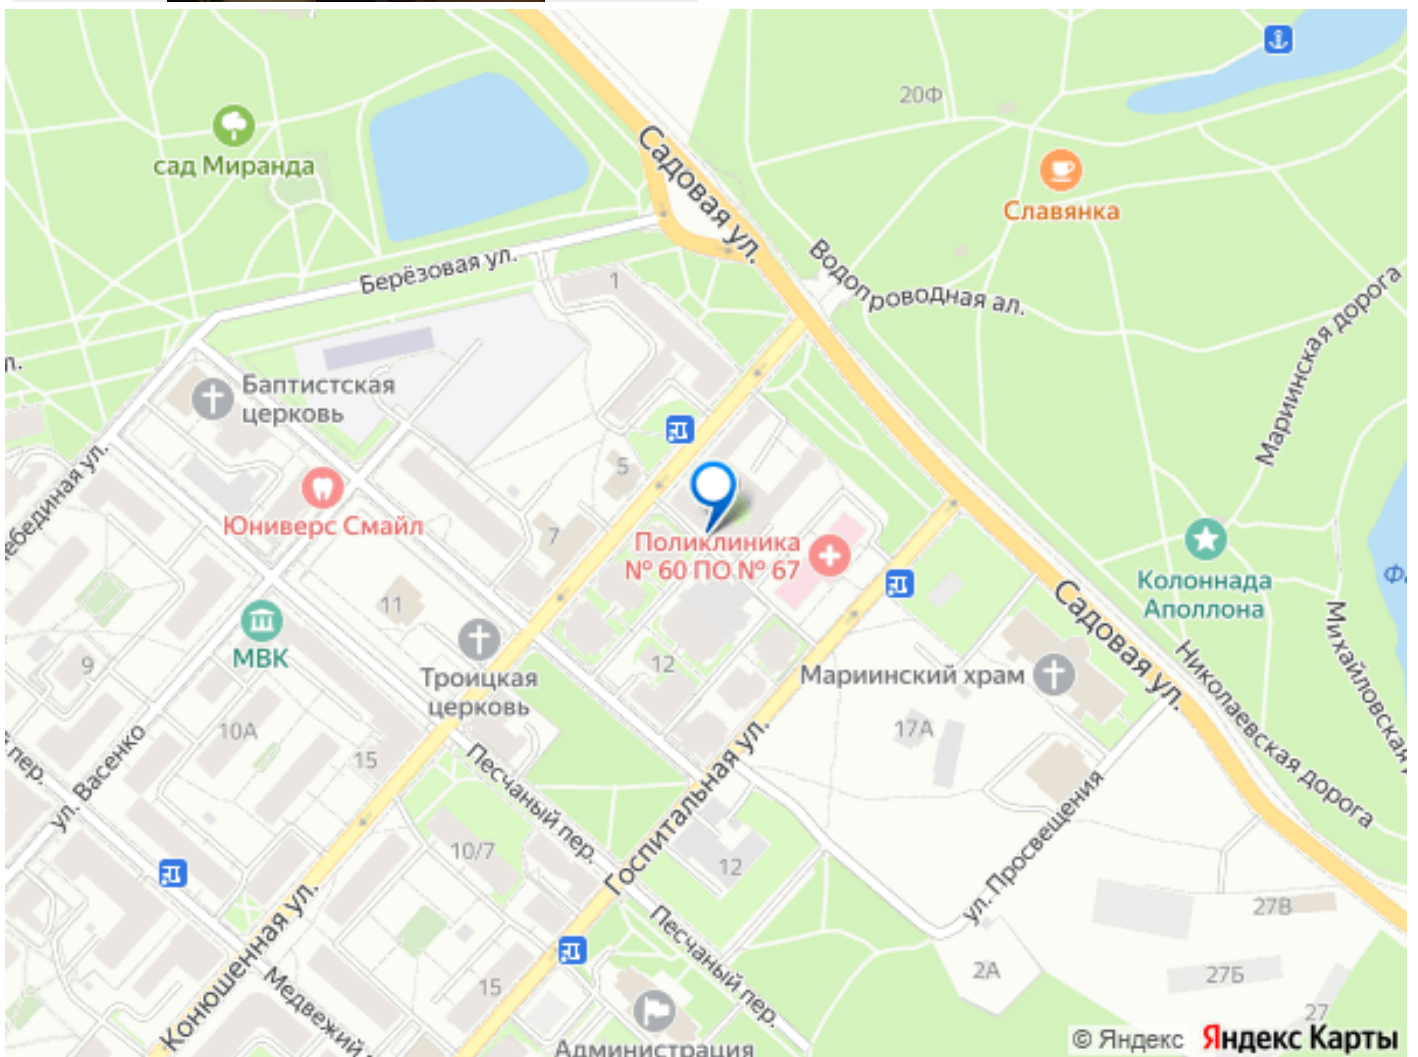 20Ф
сад Миранда
Садовая ул.
Славянка
Водопроводная ал.
Берёзовая ул.
1
Мариинская дорога
л.
Баптистская
церковь
5
Юниверс Смайл
7
Поликлиника
№ 60 ПО № 67
Колоннада
Аполлона
11
МВК
9
Троицкая
церковь
12
Мариинский храм
Садовая ул.
Николаевская дорога
10А
15
17А
пер.
ул. Васенко
Песчаный пер.
Госпитальная ул.
10/7
12
ул. Просвещения
Конюшенная ул.
Песчаный пер.
27В
Медвежий
15
2А
27Б
27
Администрация
© Яндекс Яндекс Карты